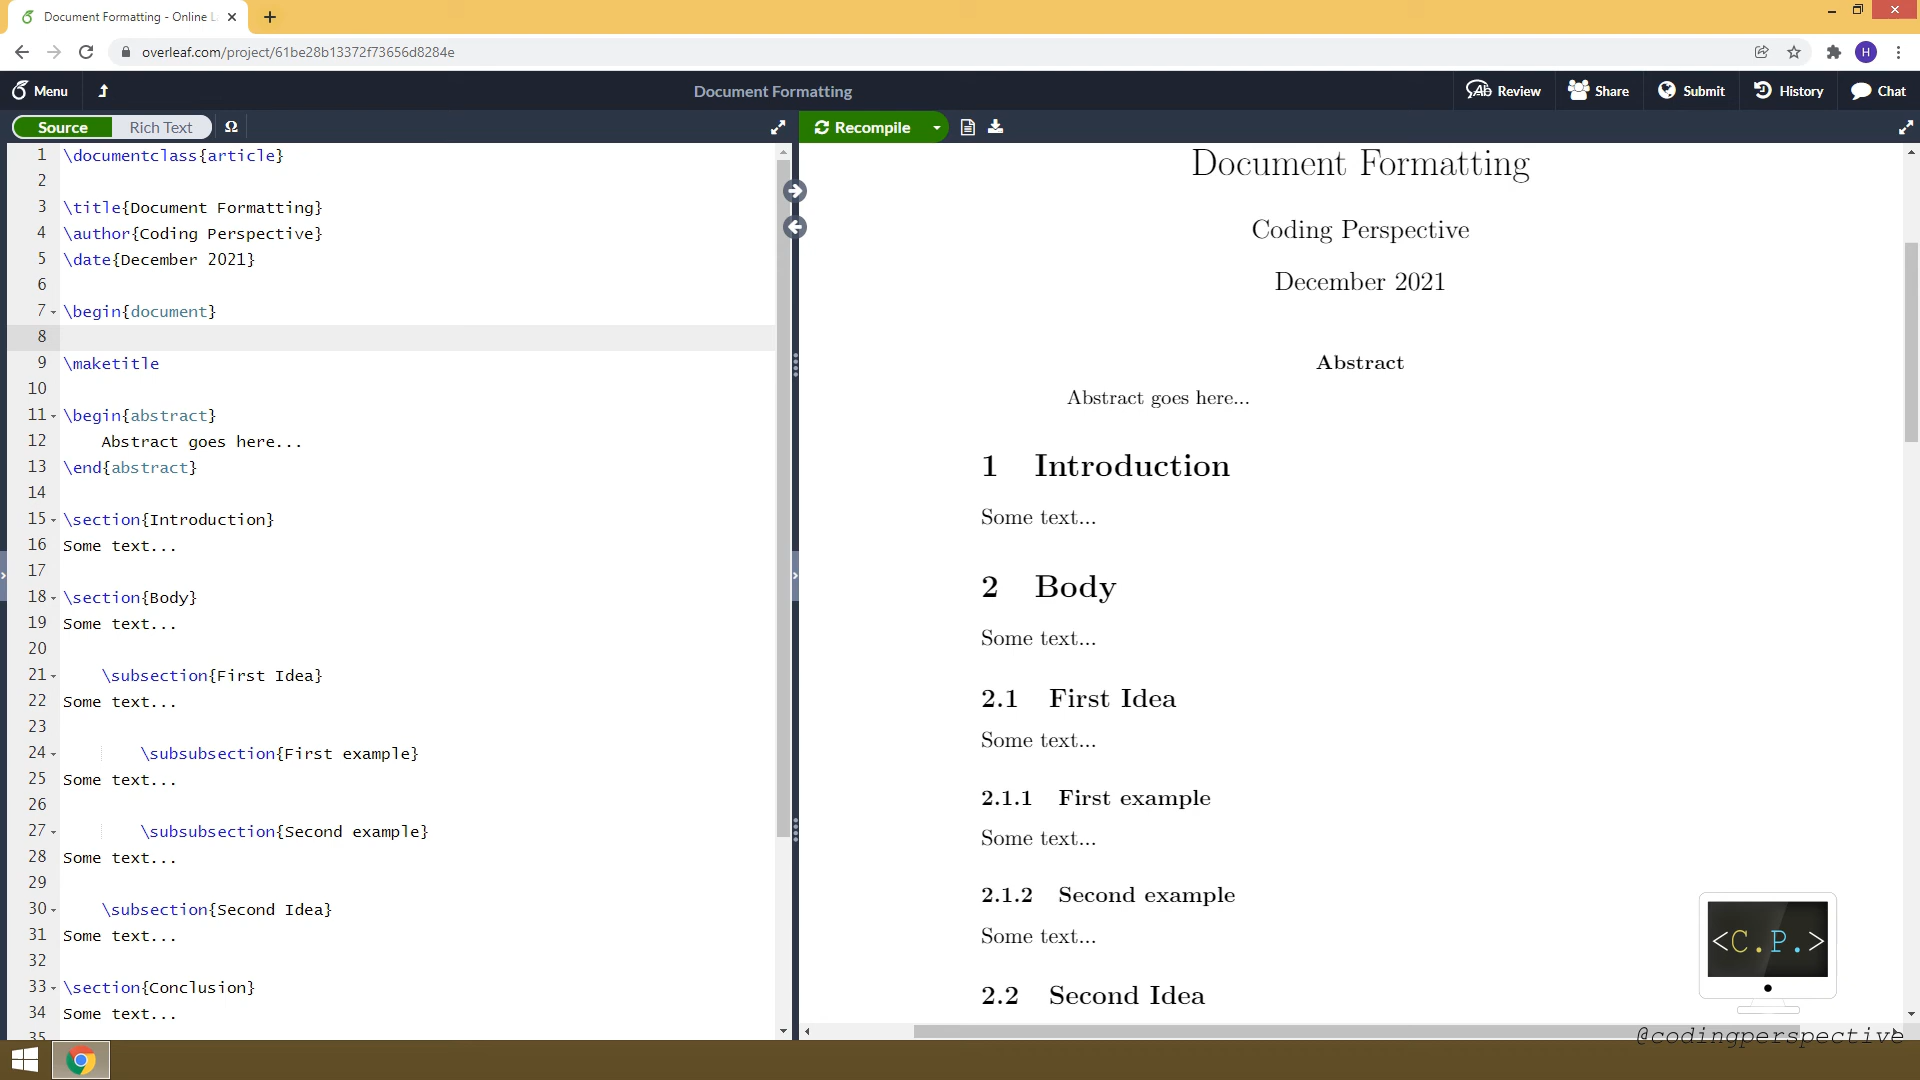 Document Formatting - Online L
overleaf.com/project/61be28b13372f73656d8284e
H
Menu
Document Formatting
Review
Share
Submit
History
Chat
Source
Rich Text
Ω
Recompile
1 \documentclass{article}
2
3 \title{Document Formatting}
4 \author{Coding Perspective}
5 \date{December 2021}
6
7 \begin{document}
8
9 \maketitle
10
11 \begin{abstract}
12 Abstract goes here...
13 \end{abstract}
14
15 \section{Introduction}
16 Some text...
17
18 \section{Body}
19 Some text...
20
21 \subsection{First Idea}
22 Some text...
23
24 \subsubsection{First example}
25 Some text...
26
27 \subsubsection{Second example}
28 Some text...
29
30 \subsection{Second Idea}
31 Some text...
32
33 \section{Conclusion}
34 Some text...
35
Document Formatting
Coding Perspective
December 2021
Abstract
Abstract goes here...
1 Introduction
Some text...
2 Body
Some text...
2.1 First Idea
Some text...
2.1.1 First example
Some text...
2.1.2 Second example
Some text...
2.2 Second Idea
<C.P.>
@codingperspective